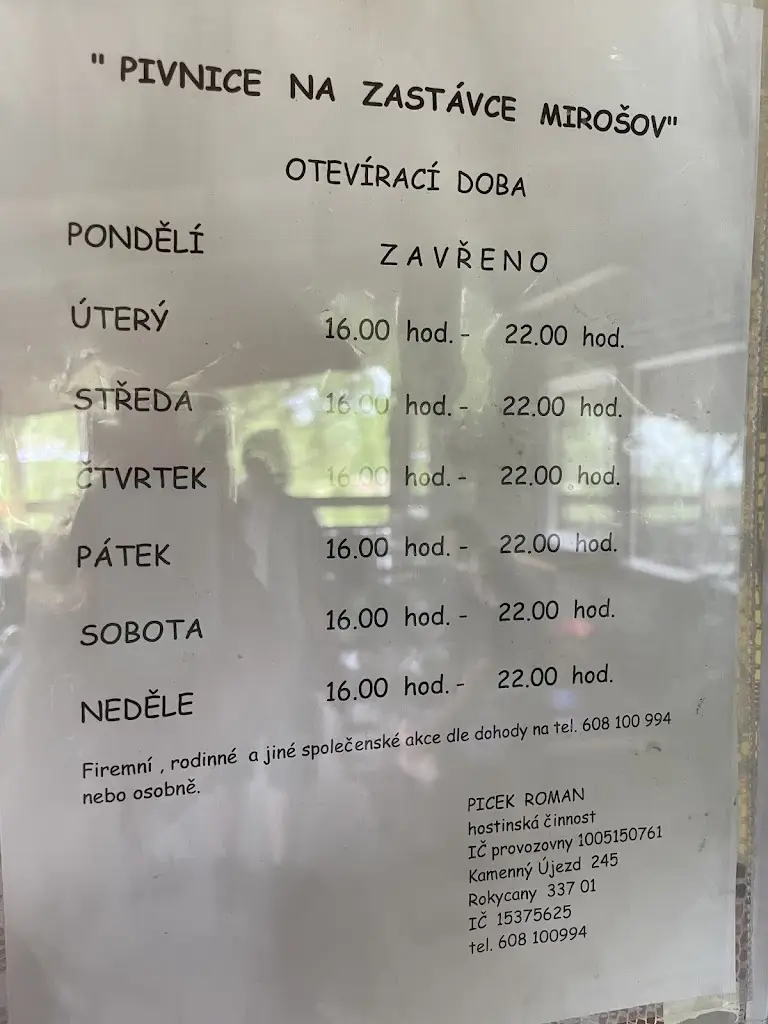 " PIVNICE NA ZASTÁVCE MIROŠOV"
OTEVÍRACÍ DOBA
PONDĚLÍ ZAVŘENO
ÚTERÝ 16.00 hod. - 22.00 hod.
STŘEDA 16.00 hod. - 22.00 hod.
ČTVRTEK 16.00 hod. - 22.00 hod.
PÁTEK 16.00 hod. - 22.00 hod.
SOBOTA 16.00 hod. - 22.00 hod.
NEDĚLE 16.00 hod. - 22.00 hod.
Firemní , rodinné a jiné společenské akce dle dohody na tel. 608 100 994
nebo osobně.
PICEK ROMAN
hostinská činnost
IČ provozovny 1005150761
Kamenný Újezd 245
Rokycany 337 01
IČ 15375625
tel. 608 100994